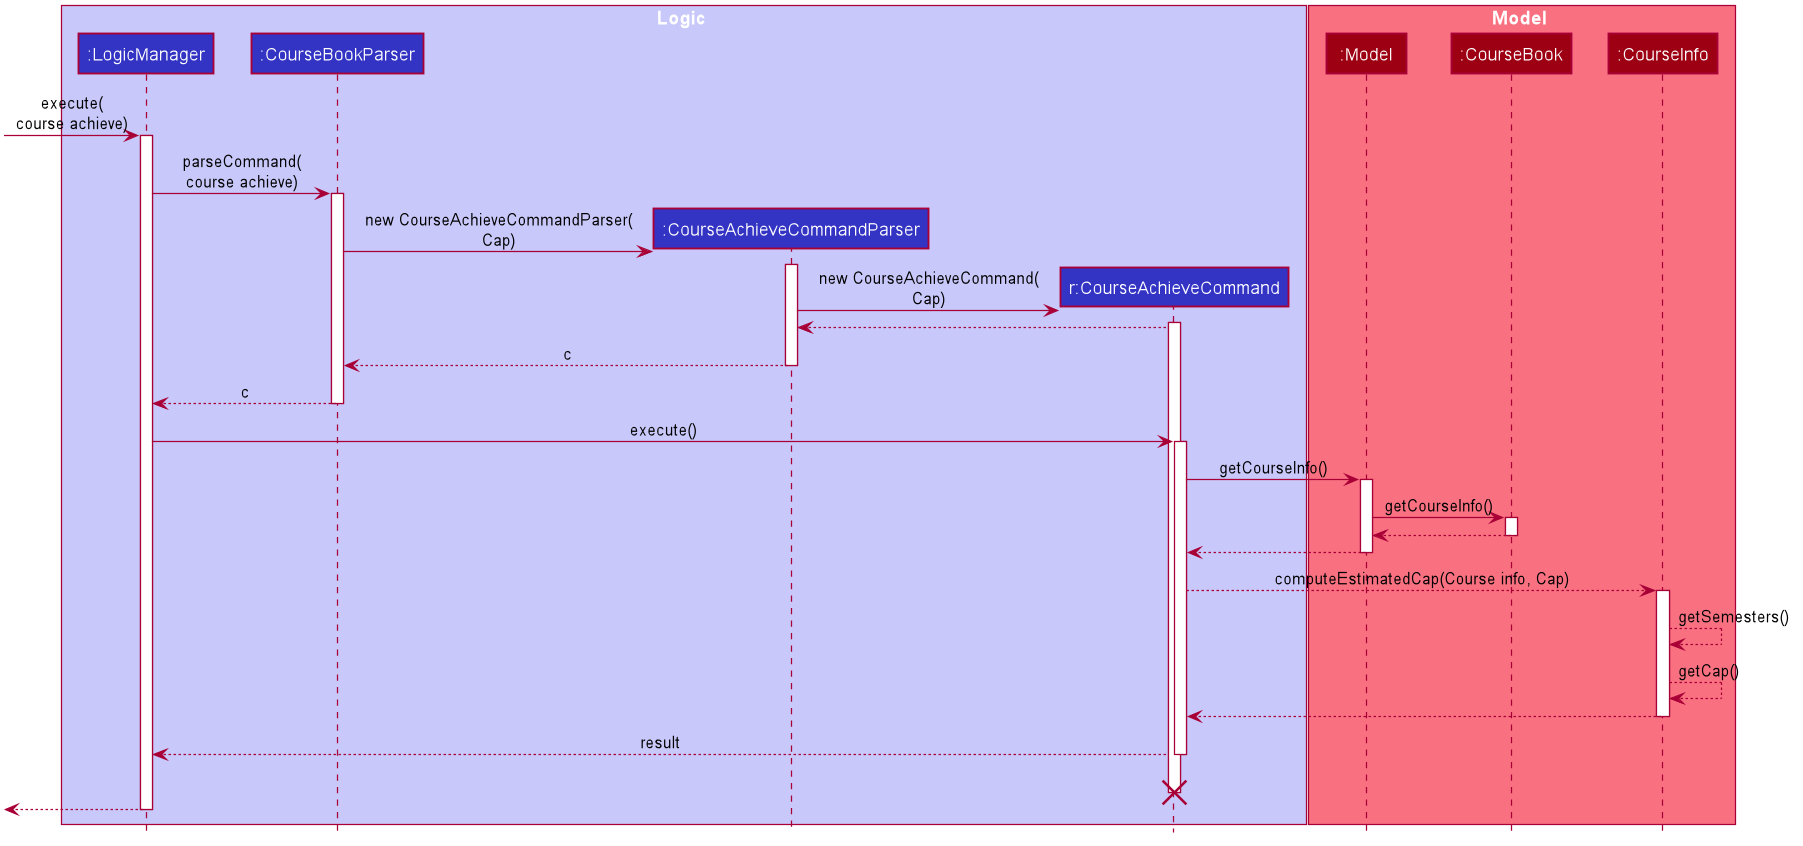 Logic
Model
:LogicManager
:CourseBookParser
:Model
:CourseBook
:CourseInfo
execute(
course achieve)
parseCommand(
course achieve)
new CourseAchieveCommandParser(
Cap)
:CourseAchieveCommandParser
new CourseAchieveCommand(
Cap)
r:CourseAchieveCommand
c
c
execute()
getCourseInfo()
getCourseInfo()
computeEstimatedCap(Course info, Cap)
getSemesters()
getCap()
result